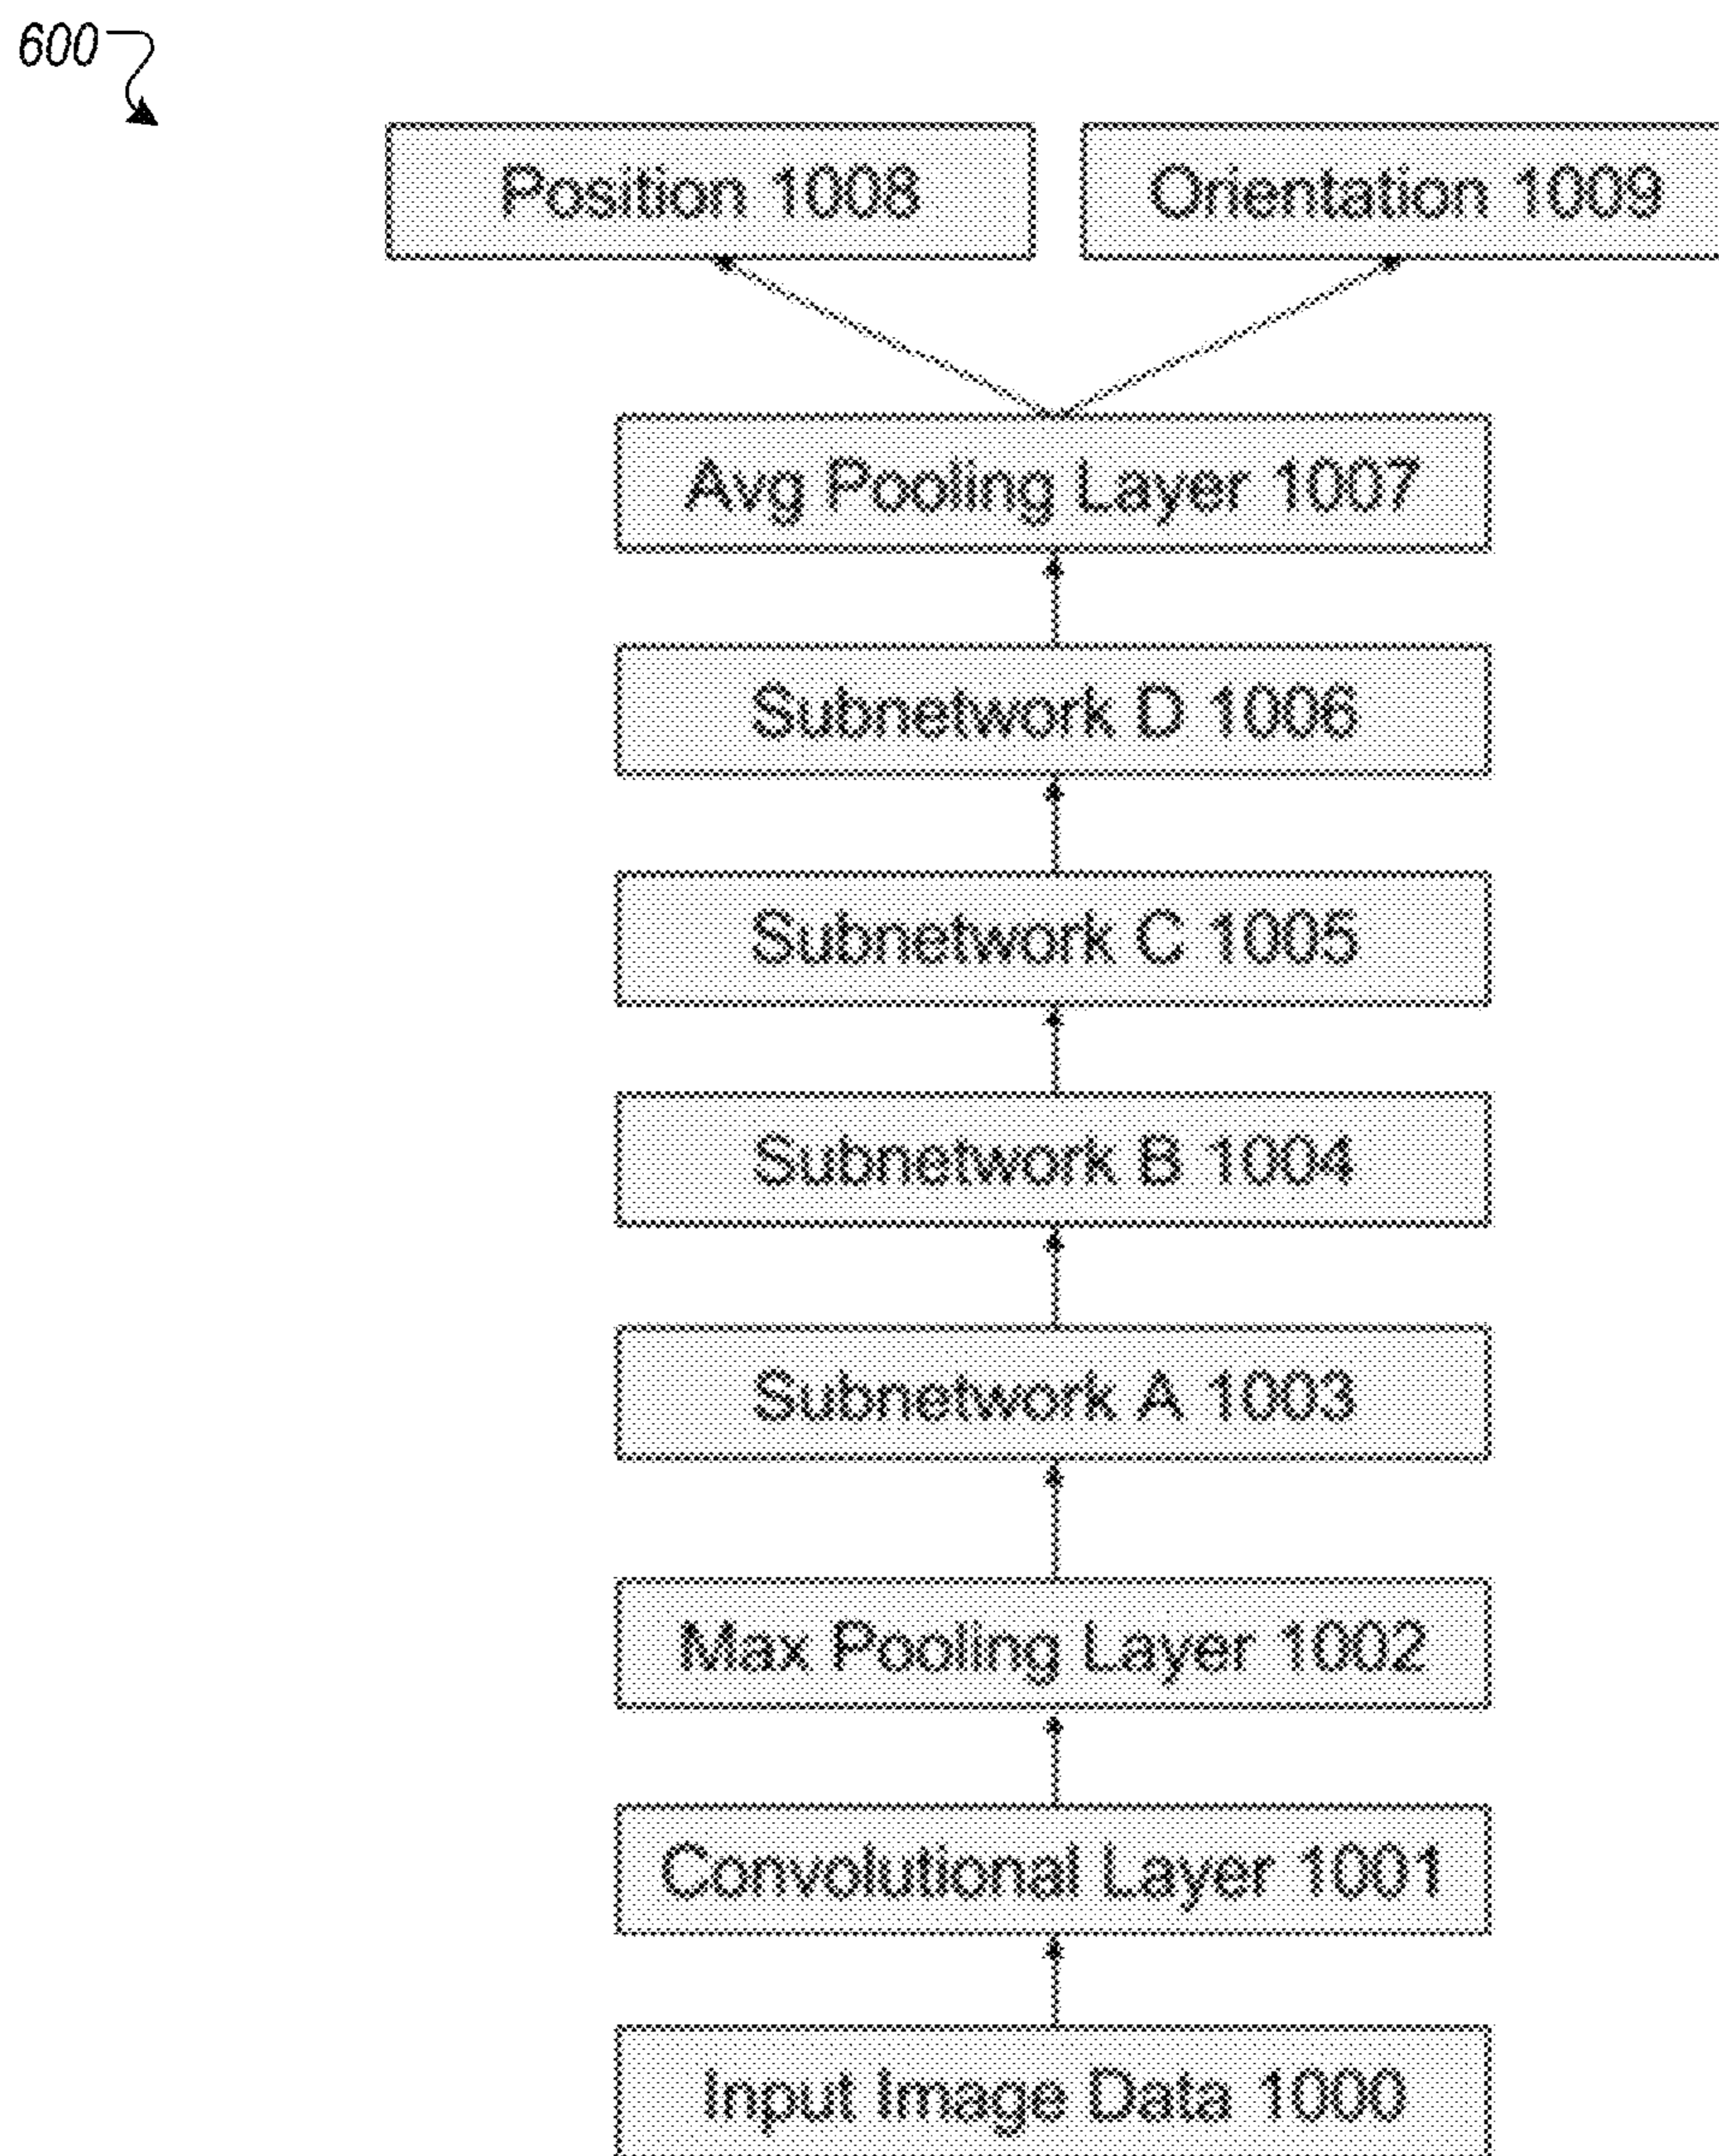 600
Position 1008
Orientation 1009
Avg Pooling Layer 1007
Subnetwork D 1006
Subnetwork C 1005
Subnetwork B 1004
Subnetwork A 1003
Max Pooling Layer 1002
Convolutional Layer 1001
Input Image Data 1000